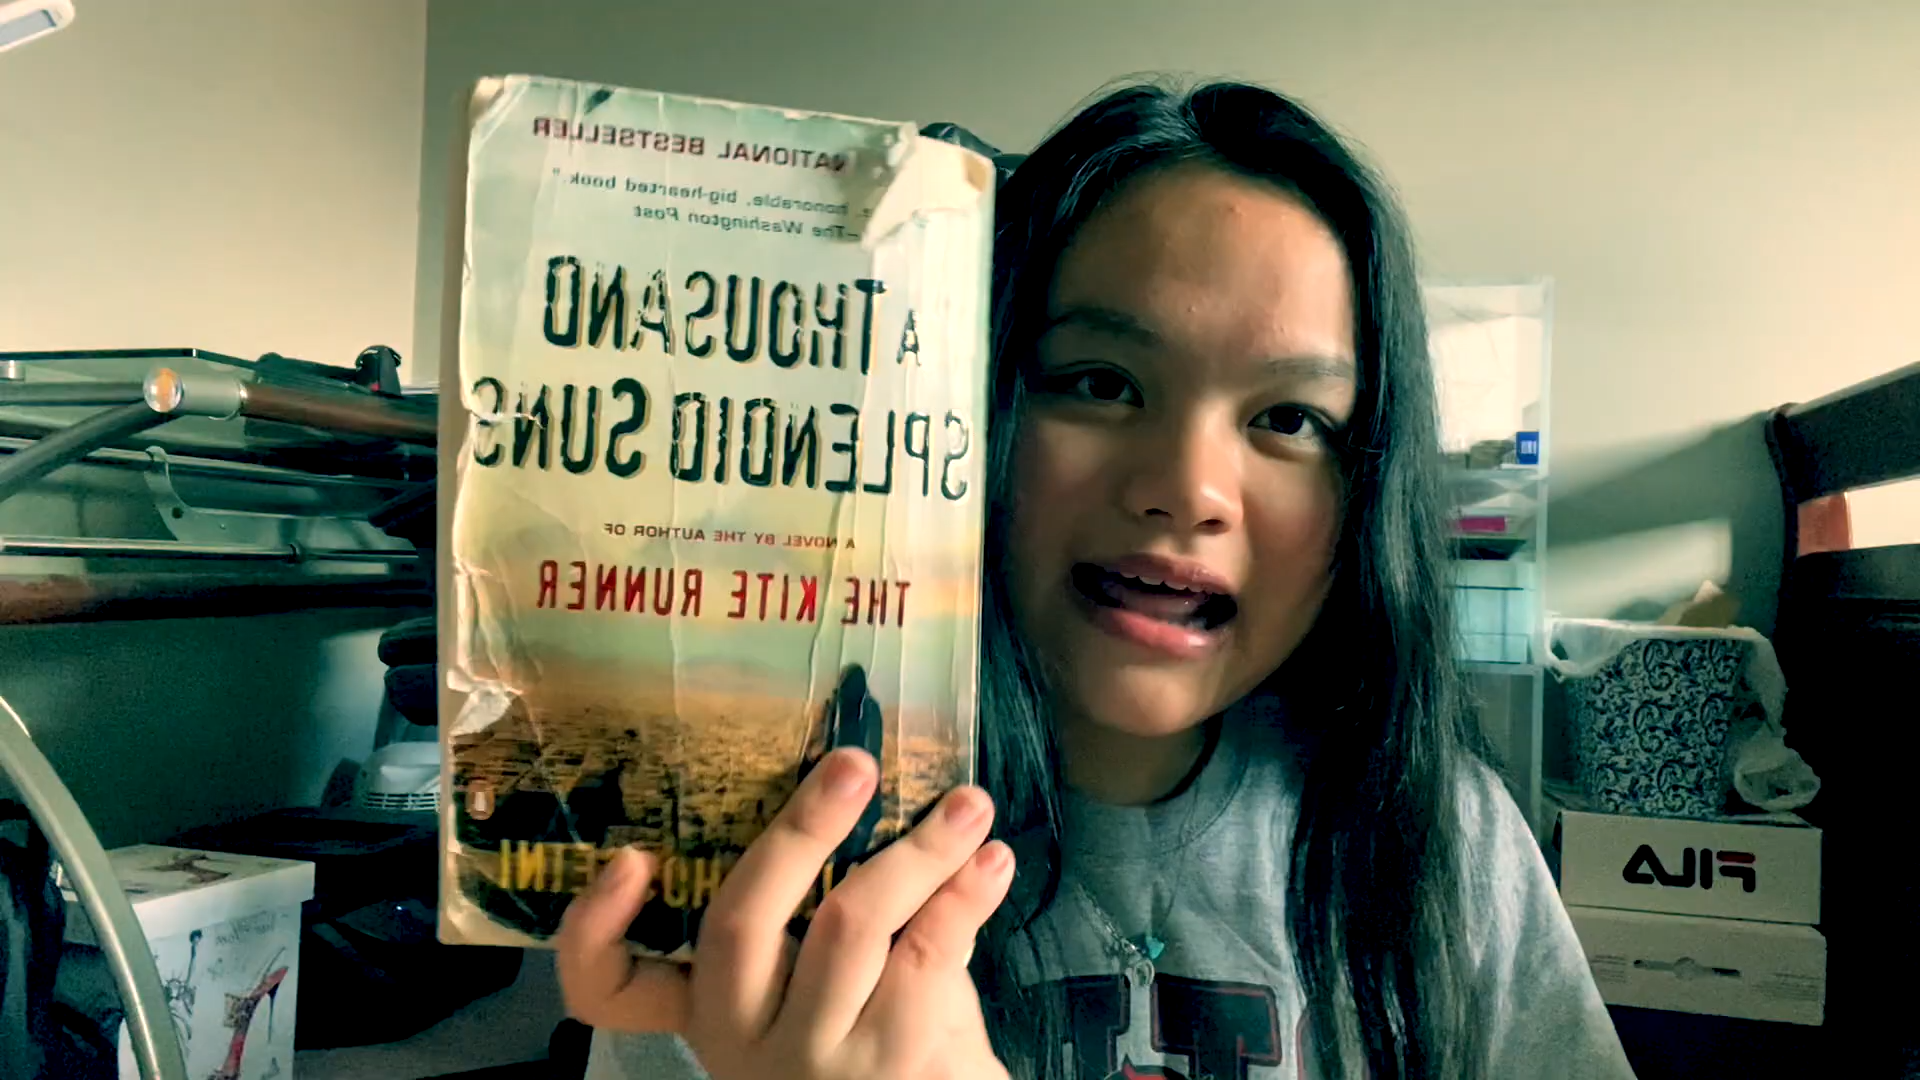 NATIONAL BESTSELLER
honorable, big-hearted book."
—The Washington Post
A THOUSAND
SPLENDID SUNS
A NOVEL BY THE AUTHOR OF
THE KITE RUNNER
FILA